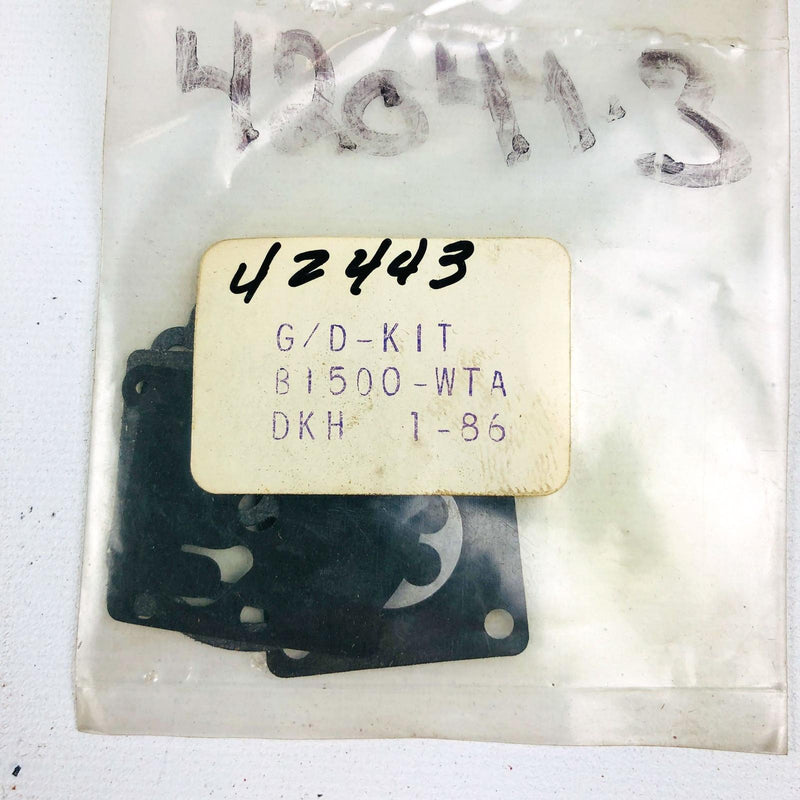 42041.3
42443
G/D-KIT
B1500-WTA
DKH 1-86